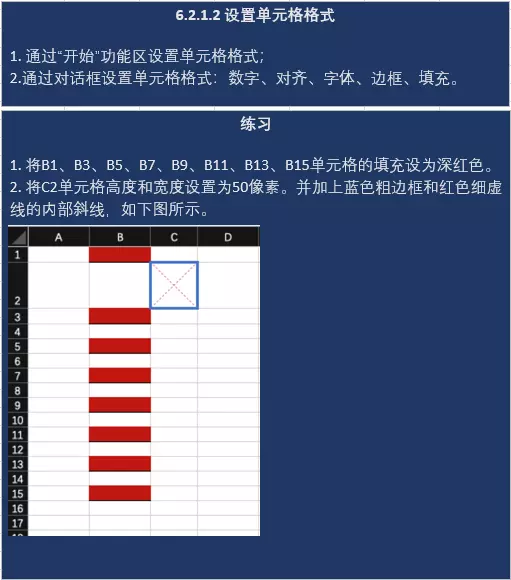 6.2.1.2 设置单元格格式
1. 通过“开始”功能区设置单元格格式；
2.通过对话框设置单元格格式：数字、对齐、字体、边框、填充。
练习
1. 将B1、B3、B5、B7、B9、B11、B13、B15单元格的填充设为深红色。
2. 将C2单元格高度和宽度设置为50像素。并加上蓝色粗边框和红色细虚
线的内部斜线，如下图所示。
A B C D
1
2
3
4
5
6
7
8
9
10
11
12
13
14
15
16
17